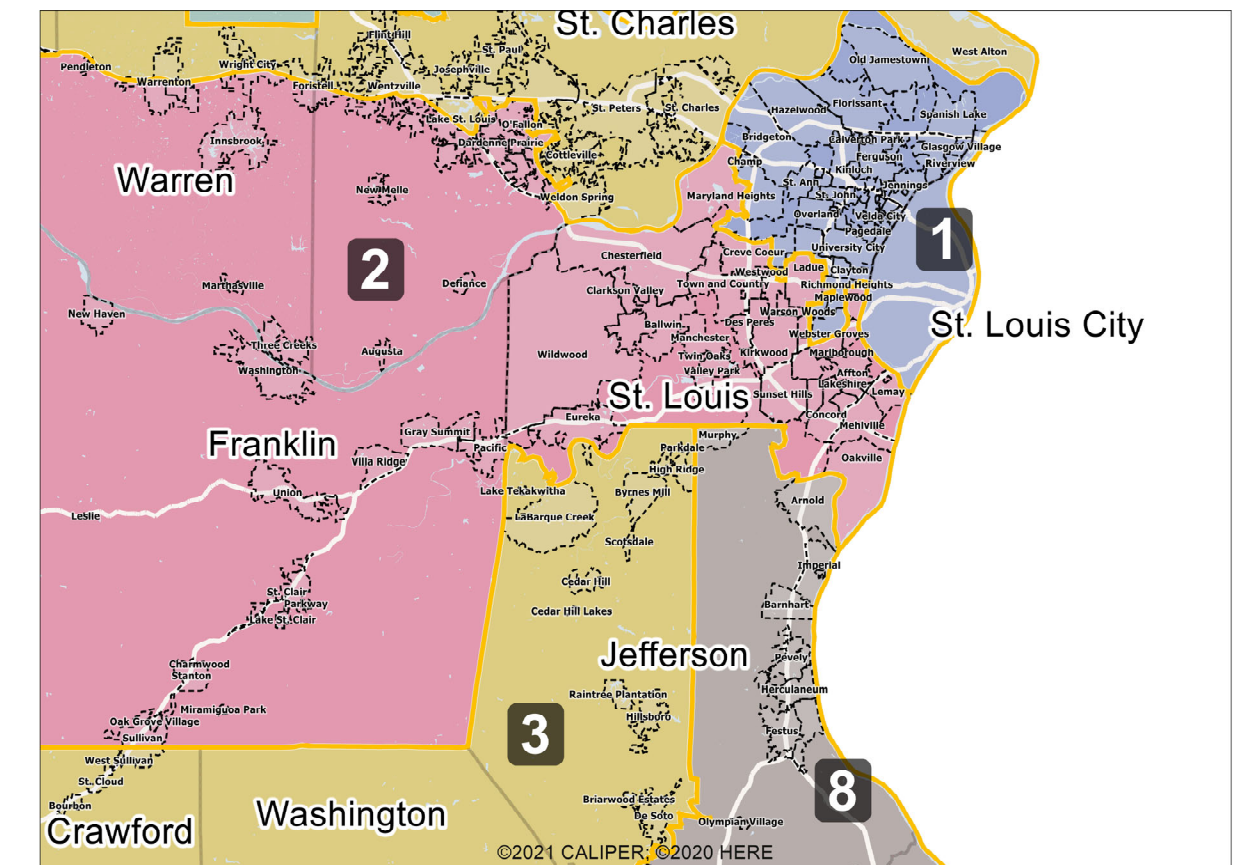 St. Charles
West Alton
Flint Hill
St. Paul
Old Jamestown
Pendleton
Wright City
Josephville
Warrenton
Foristell
Wentzville
St. Peters
St. Charles
Hazelwood
Florissant
Spanish Lake
Lake St. Louis
O'Fallon
Bridgeton
Calverton Park
Glasgow Village
Innsbrook
Dardenne Prairie
Cottleville
Champ
Ferguson
Riverview
Kinloch
Warren
New Melle
Weldon Spring
Maryland Heights
St. Ann
St. John
Jennings
Overland
Velda City
Pagedale
1
2
Chesterfield
Creve Coeur
University City
Marthasville
Defiance
Clarkson Valley
Town and Country
Westwood
Ladue
Clayton
Richmond Heights
Maplewood
New Haven
Ballwin
Des Peres
Warson Woods
Webster Groves
St. Louis City
Three Creeks
Augusta
Wildwood
Manchester
Twin Oaks
Kirkwood
Marlborough
Washington
Valley Park
Affton
Lakeshire
Lemay
St. Louis
Sunset Hills
Eureka
Concord
Mehlville
Franklin
Gray Summit
Pacific
Murphy
Parkdale
Villa Ridge
High Ridge
Oakville
Union
Lake Tekakwitha
Byrnes Mill
Arnold
Leslie
LaBarque Creek
Scotsdale
Imperial
St. Clair
Parkway
Lake St. Clair
Cedar Hill
Cedar Hill Lakes
Barnhart
Jefferson
Pevely
Charmwood
Stanton
Raintree Plantation
Herculaneum
Miramiguoa Park
Hillsboro
Oak Grove Village
Sullivan
3
Festus
West Sullivan
St. Cloud
8
Bourbon
Briarwood Estates
Crawford
Washington
De Soto
Olympian Village
©2021 CALIPER; ©2020 HERE